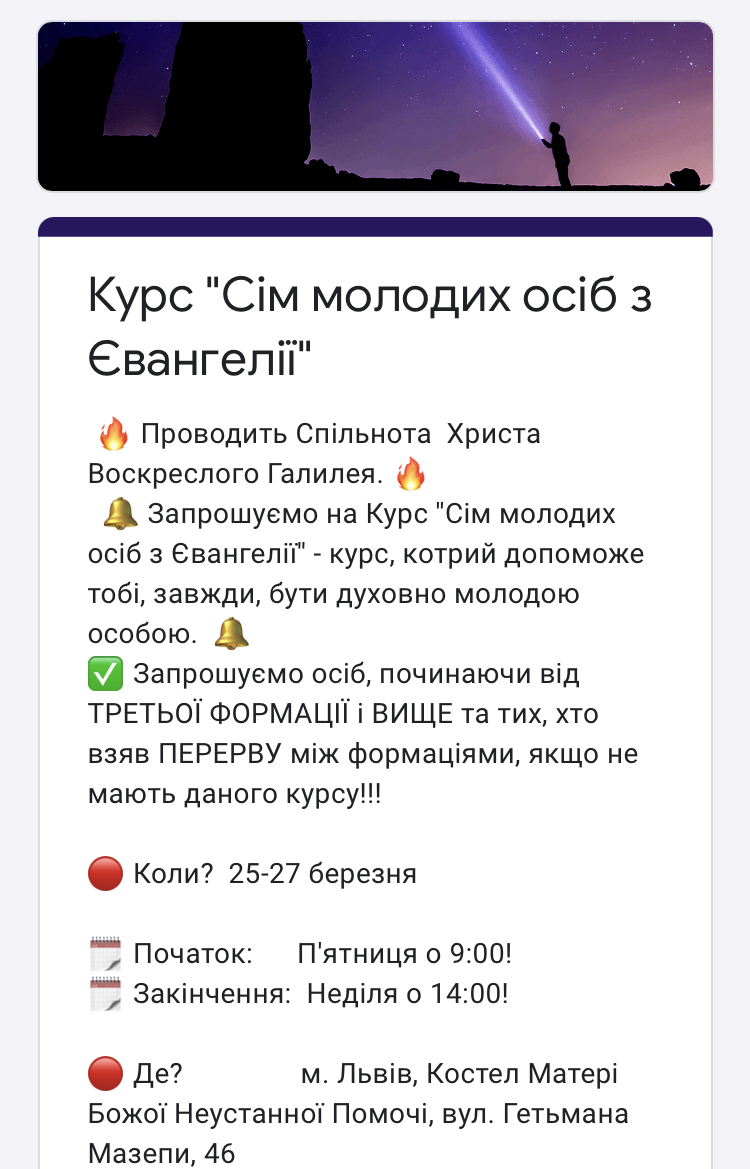 Курс "Сім молодих осіб з
Євангелії"
🔥 Проводить Спільнота  Христа
Воскреслого Галилея. 🔥
🔔 Запрошуємо на Курс "Сім молодих
осіб з Євангелії" - курс, котрий допоможе
тобі, завжди, бути духовно молодою
особою.  🔔
✅ Запрошуємо осіб, починаючи від
ТРЕТЬОЇ ФОРМАЦІЇ і ВИЩЕ та тих, хто
взяв ПЕРЕРВУ між формаціями, якщо не
мають даного курсу!!!
🔴 Коли?  25-27 березня
🗓 Початок:      П'ятниця о 9:00!
🗓 Закінчення:  Неділя о 14:00!
🔴 Де?                м. Львів, Костел Матері
Божої Неустанної Помочі, вул. Гетьмана
Мазепи, 46